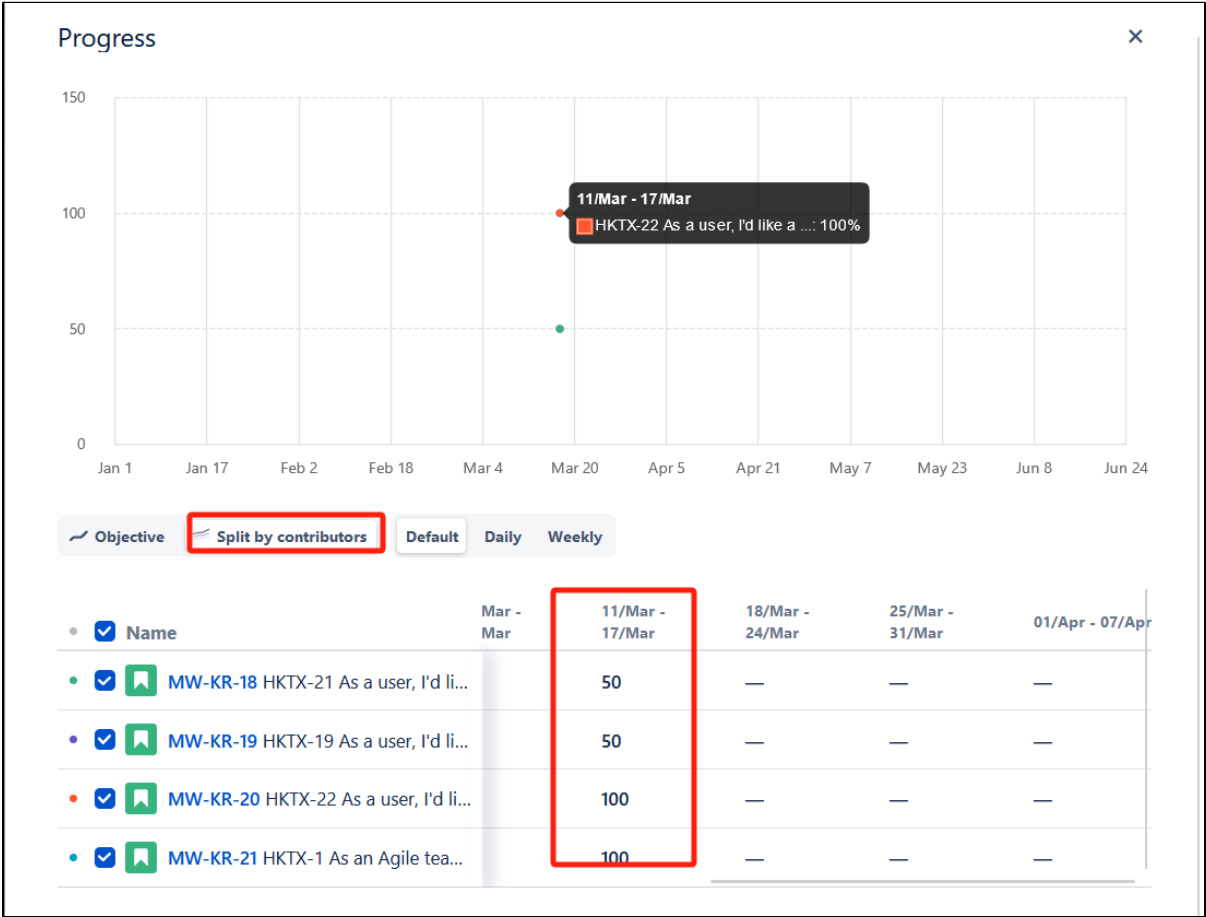 Progress
150
100
50
0
11/Mar - 17/Mar
HKTX-22 As a user, I'd like a ...: 100%
Jan 1 Jan 17 Feb 2 Feb 18 Mar 4 Mar 20 Apr 5 Apr 21 May 7 May 23 Jun 8 Jun 24
Objective Split by contributors Default Daily Weekly
Name
Mar -
Mar
11/Mar -
17/Mar
18/Mar -
24/Mar
25/Mar -
31/Mar
01/Apr - 07/Apr
MW-KR-18 HKTX-21 As a user, I'd li... 50 — — —
MW-KR-19 HKTX-19 As a user, I'd li... 50 — — —
MW-KR-20 HKTX-22 As a user, I'd li... 100 — — —
MW-KR-21 HKTX-1 As an Agile tea... 100 — — —